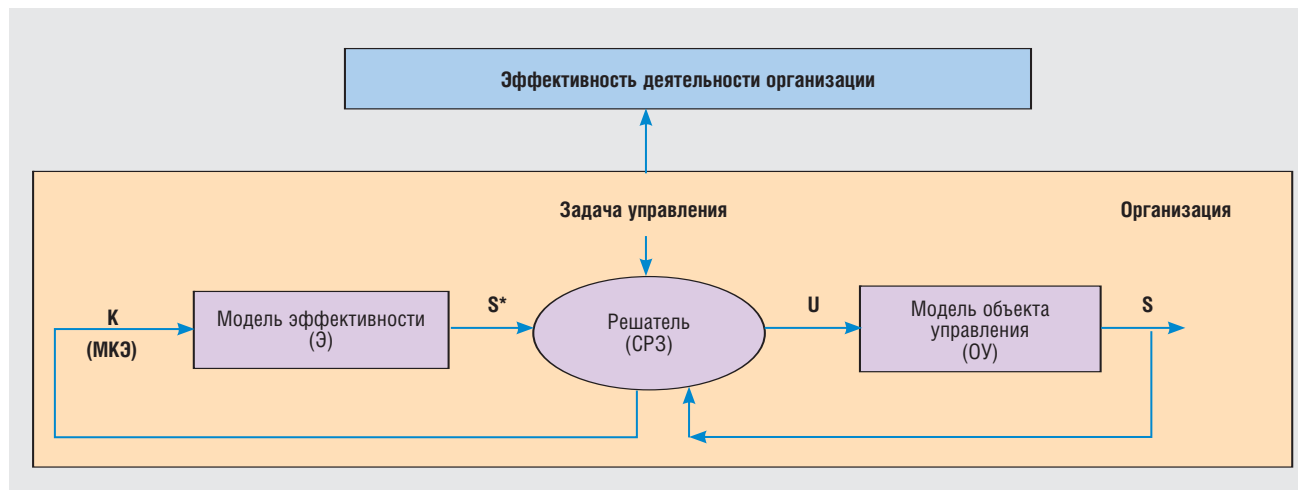 Эффективность деятельности организации
Задача управления
Организация
K
(МКЭ)
Модель эффективности
(Э)
S*
Решатель
(СРЗ)
U
Модель объекта
управления
(ОУ)
S